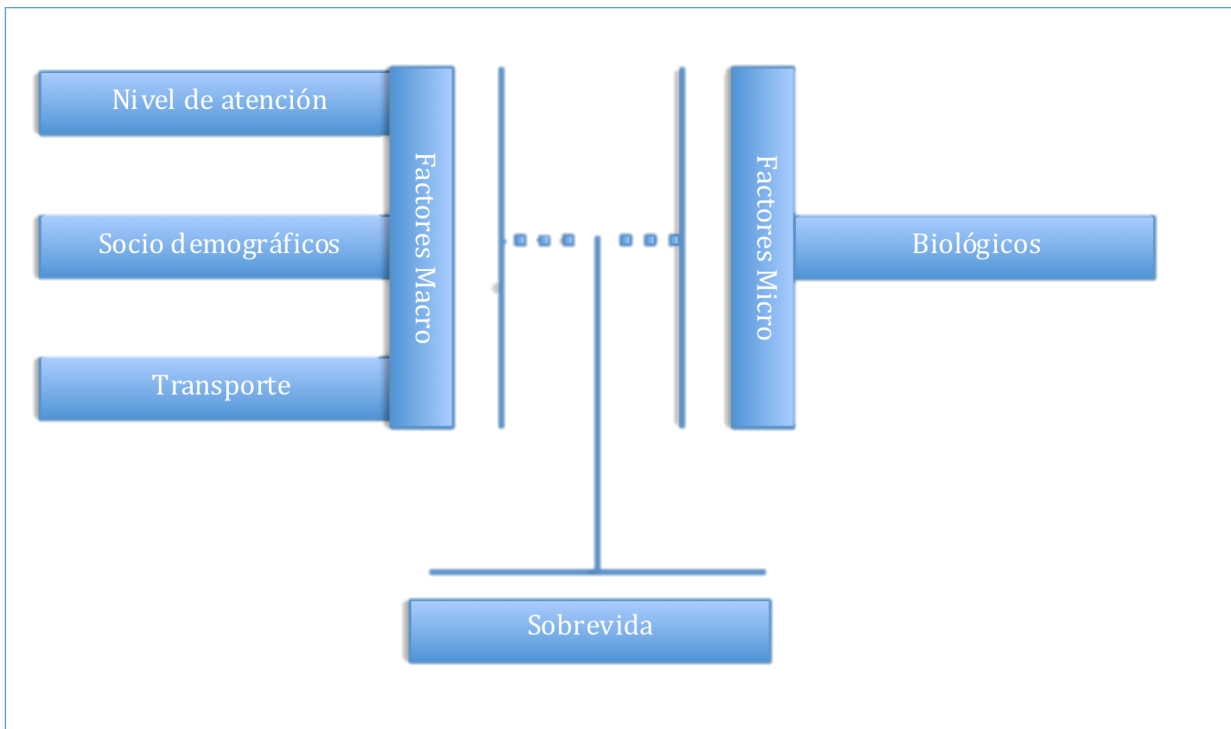 Nivel de atención
Socio demográficos
Transporte
Factores Macro
Factores Micro
Biológicos
Sobrevida